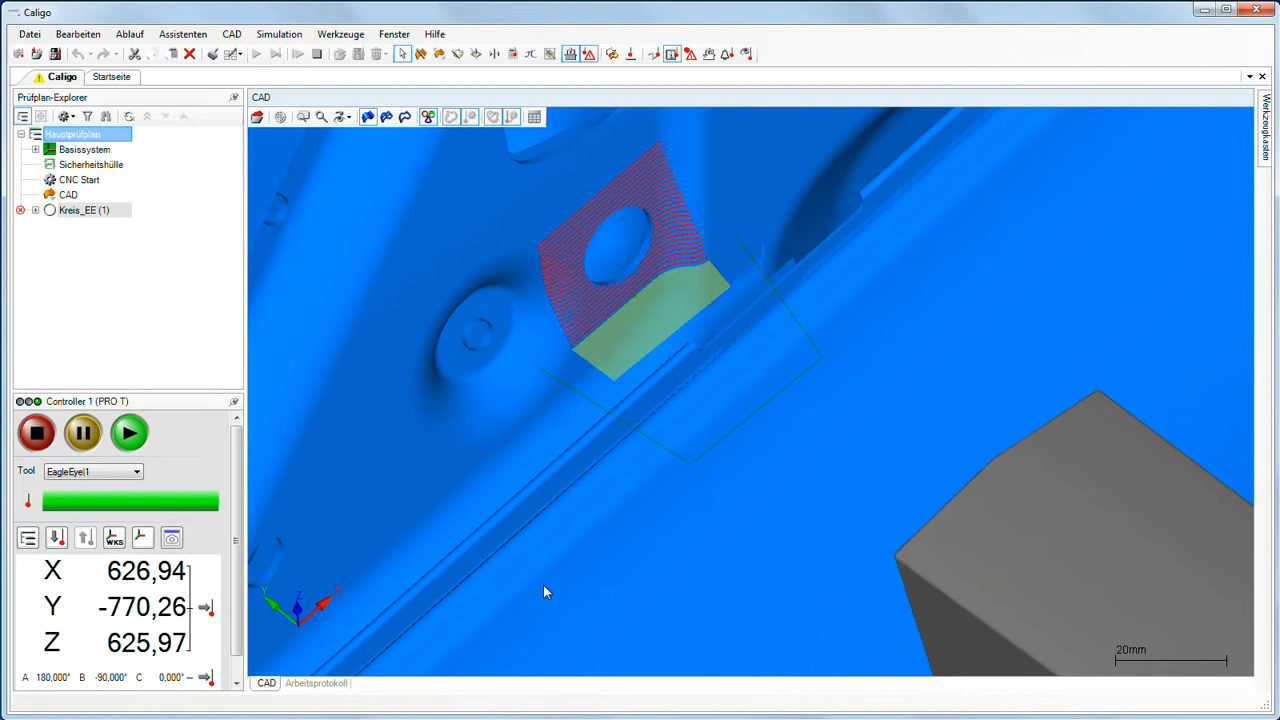 Caligo
Datei Bearbeiten Ablauf Assistenten CAD Simulation Werkzeuge Fenster Hilfe
Caligo Startseite
Prüfplan-Explorer
Hauptprüfplan
Basissystem
Sicherheitshülle
CNC Start
CAD
Kreis_EE (1)
Controller 1 (PRO T)
Tool EagleEye\1
WKS
X 626,94
Y -770,26
Z 625,97
A 180,000° B -90,000° C 0,000°
CAD
Y Z X
20mm
CAD Arbeitsprotokoll
Werkzeugkasten